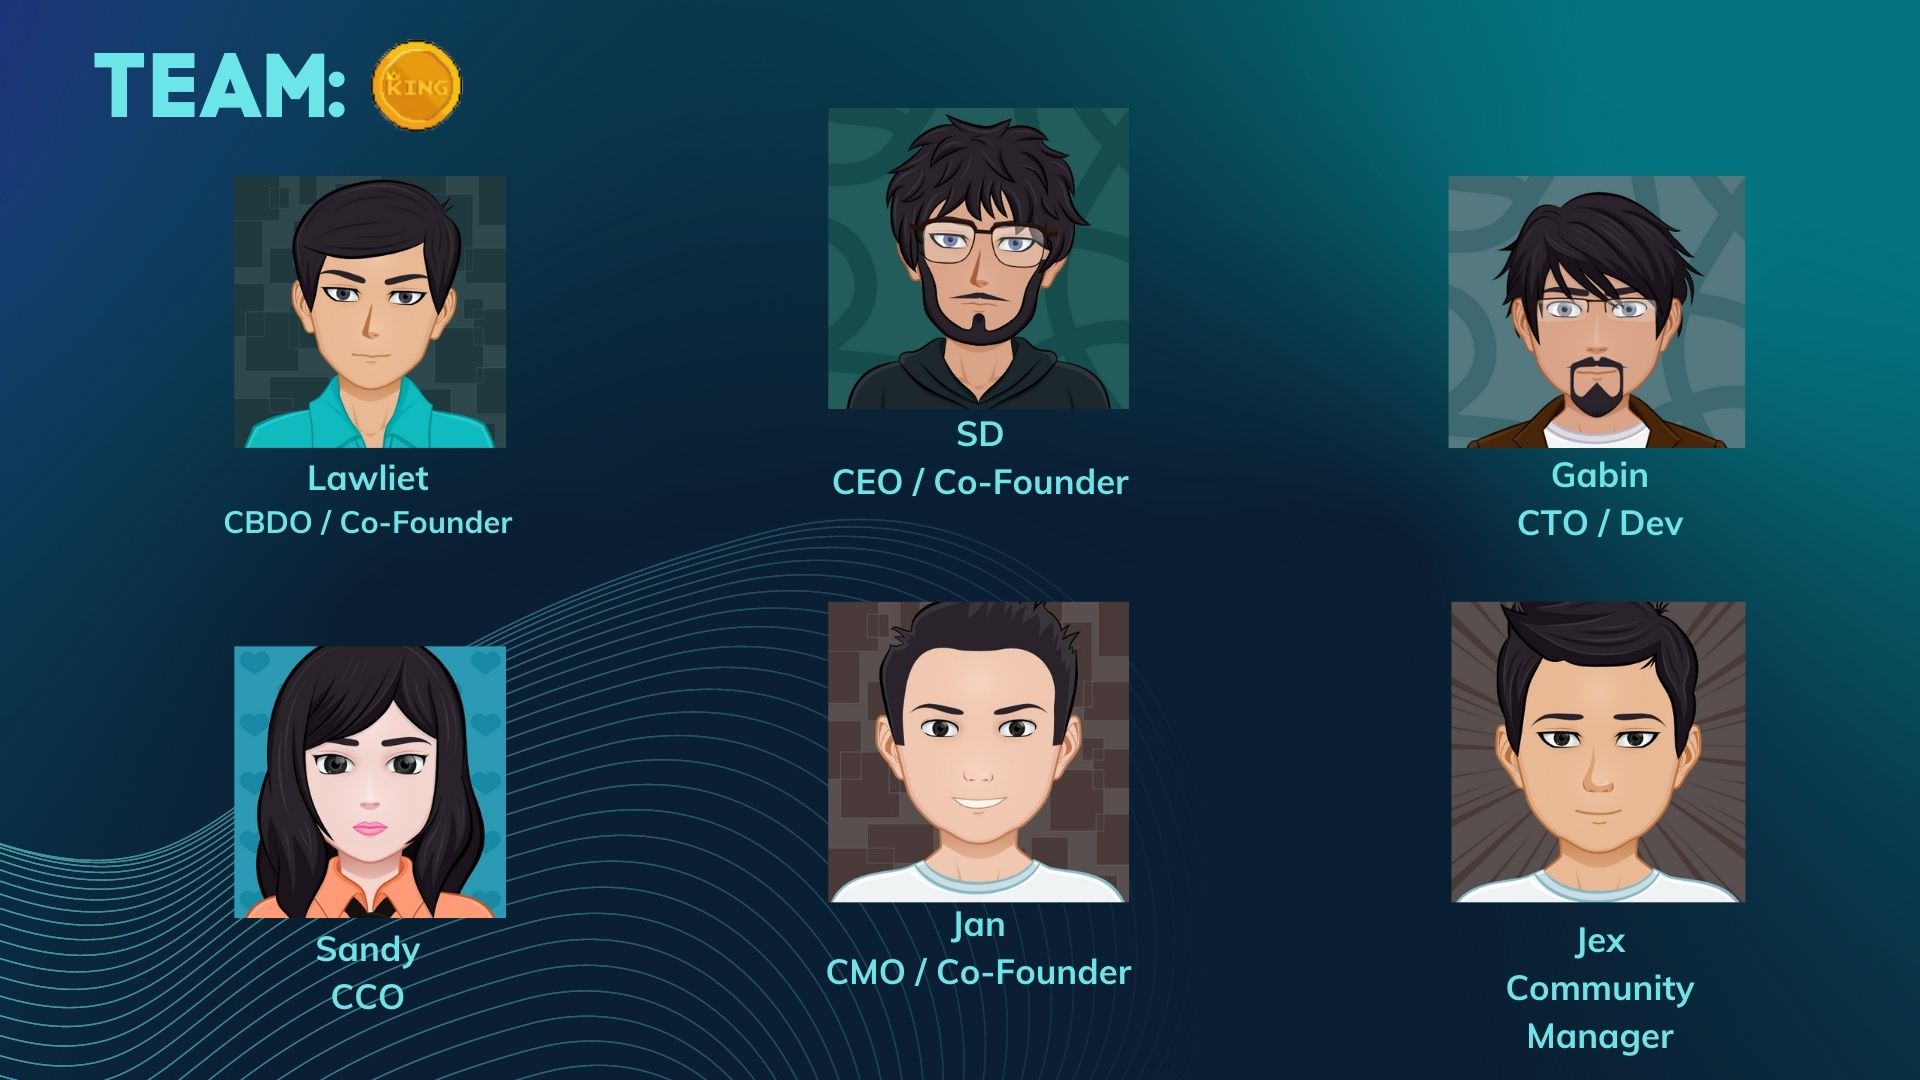 TEAM:
KING
Lawliet
CBDO / Co-Founder
SD
CEO / Co-Founder
Gabin
CTO / Dev
Sandy
CCO
Jan
CMO / Co-Founder
Jex
Community
Manager